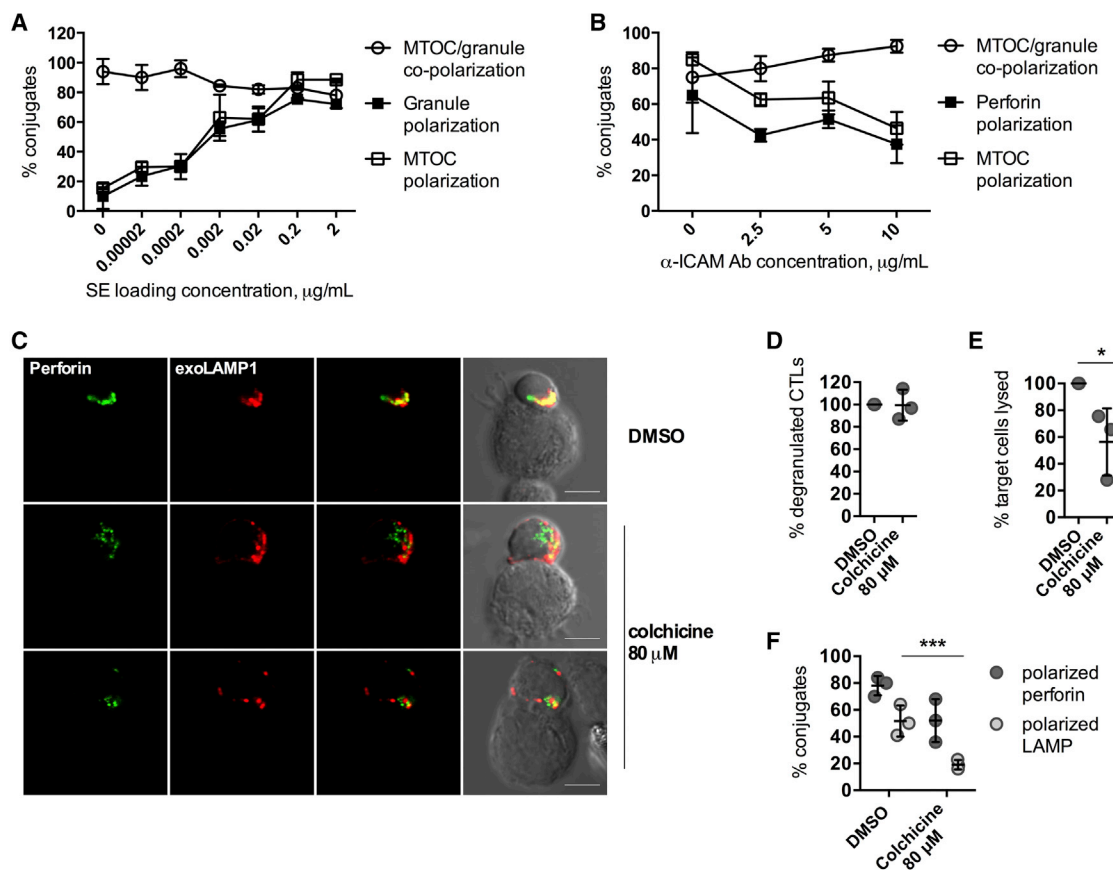 A
120
100
80
60
40
20
0
% conjugates
0
0.00002
0.0002
0.002
0.02
0.2
2
SE loading concentration, μg/mL
MTOC/granule
co-polarization
Granule
polarization
MTOC
polarization
B
100
80
60
40
20
0
% conjugates
0
2.5
5
10
α-ICAM Ab concentration, μg/mL
MTOC/granule
co-polarization
Perforin
polarization
MTOC
polarization
C
Perforin
exoLAMP1
DMSO
colchicine
80 μM
D
120
100
80
60
40
20
0
% degranulated CTLs
DMSO
Colchicine
80 μM
E
*
100
80
60
40
20
0
% target cells lysed
DMSO
Colchicine
80 μM
F
***
100
80
60
40
20
0
% conjugates
DMSO
Colchicine
80 μM
polarized
perforin
polarized
LAMP